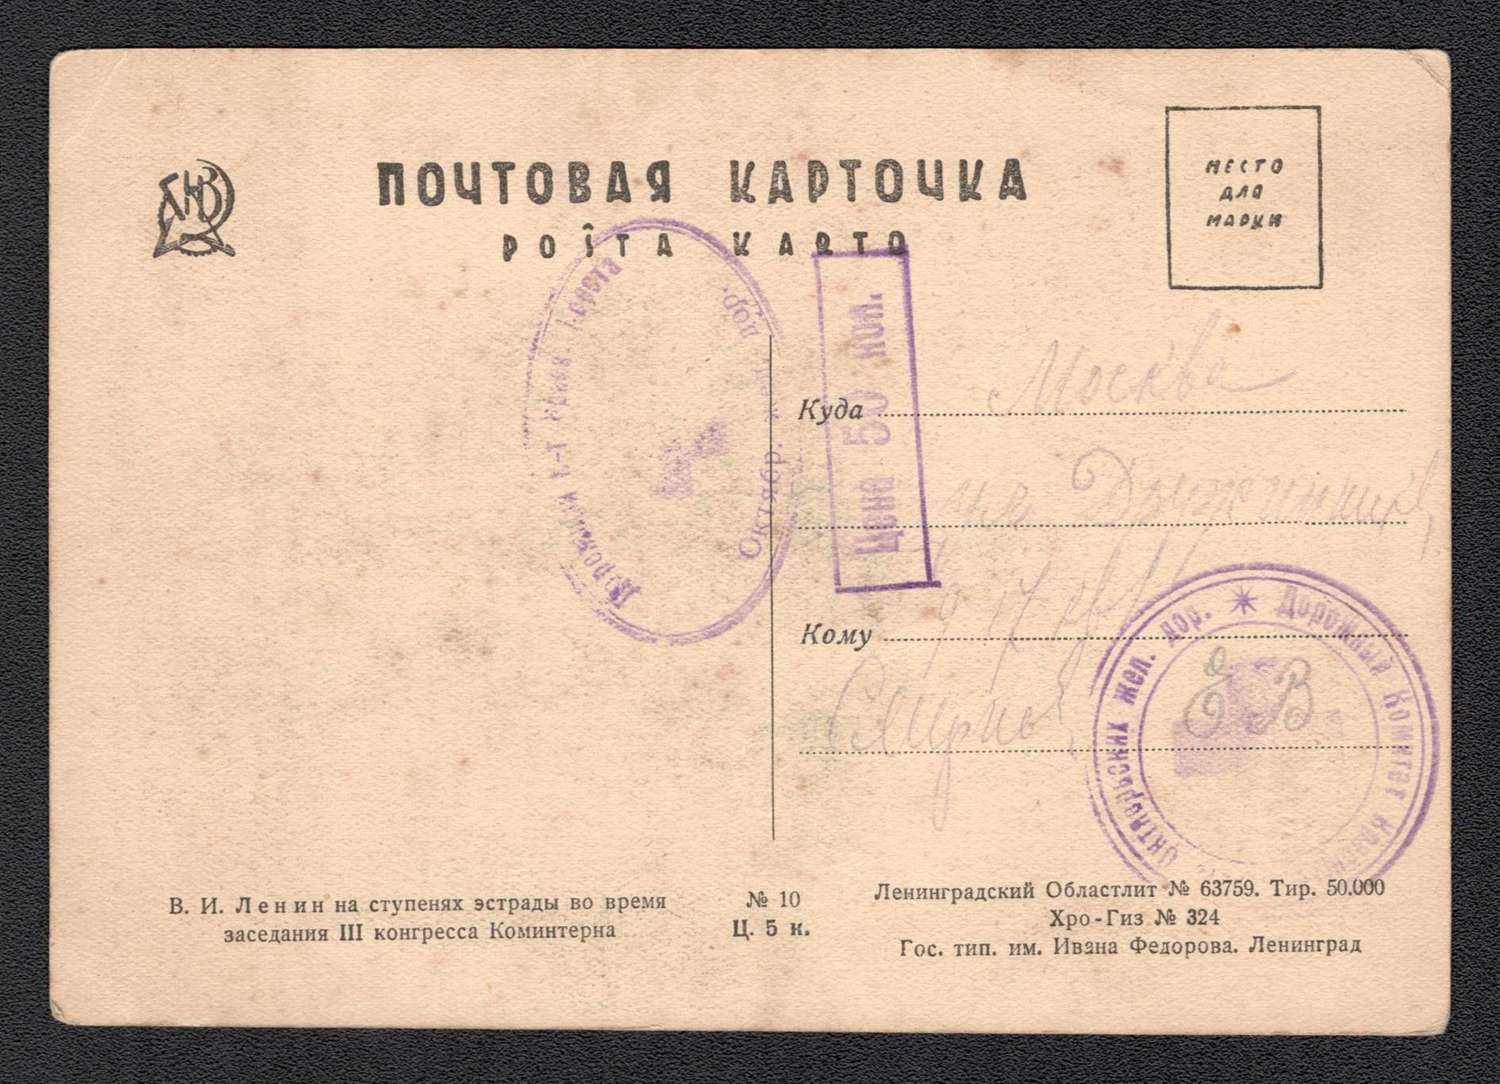 ПОЧТОВАЯ КАРТОЧКА
POŜTA KARTO
МЕСТО
ДЛЯ
МАРКИ
Цена 50 коп.
Октябр. дор.
Куда Москва
Кому
Октябрьских жел. дор. Дорожный Комитет
Е В
В. И. Ленин на ступенях эстрады во время
заседания III конгресса Коминтерна
№ 10
Ц. 5 к.
Ленинградский Областлит № 63759. Тир. 50.000
Хро-Гиз № 324
Гос. тип. им. Ивана Федорова. Ленинград